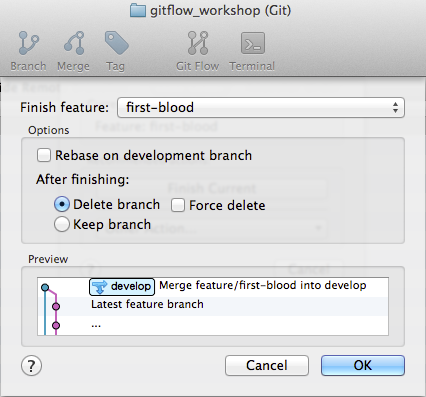 gitflow_workshop (Git)
Branch Merge Tag Git Flow Terminal
Finish feature: first-blood
Options
Rebase on development branch
After finishing:
Delete branch Force delete
Keep branch
Preview
develop Merge feature/first-blood into develop
Latest feature branch
...
? Cancel OK